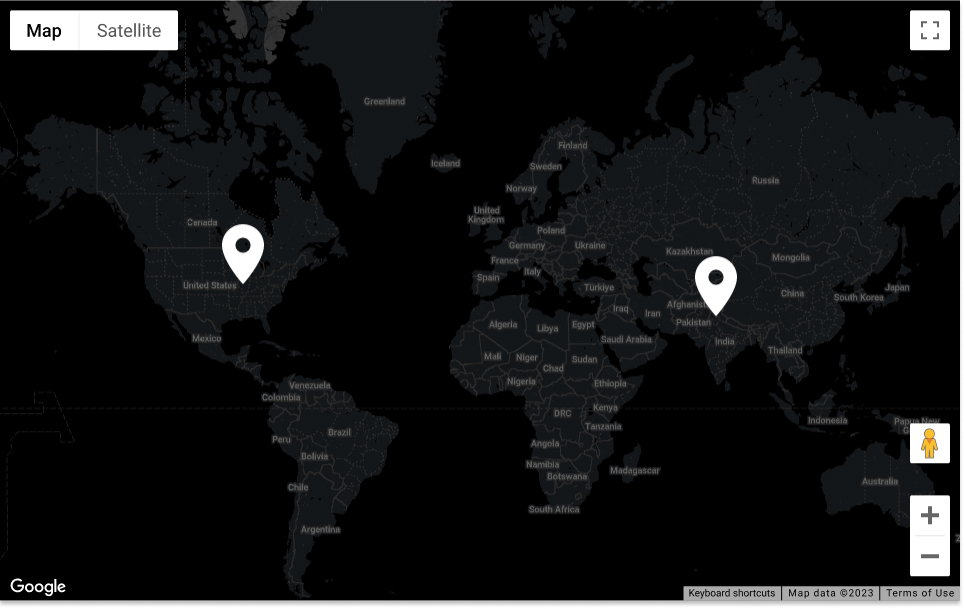 Map
Satellite
Greenland
Finland
Iceland
Sweden
Russia
Norway
United
Kingdom
Canada
Poland
Germany
Ukraine
Kazakhstan
Mongolia
France
Italy
Spain
United States
Türkiye
China
Japan
South Korea
Afghanist
Iraq
Iran
Pakistan
Algeria
Libya
Egypt
Mexico
Saudi Arabia
India
Thailand
Mali
Niger
Sudan
Chad
Nigeria
Ethiopia
Venezuela
Colombia
DRC
Kenya
Indonesia
Papua New
G
Tanzania
Peru
Brazil
Angola
Bolivia
Namibia
Botswana
Madagascar
Australia
Chile
South Africa
Argentina
Google
Keyboard shortcuts
Map data ©2023
Terms of Use